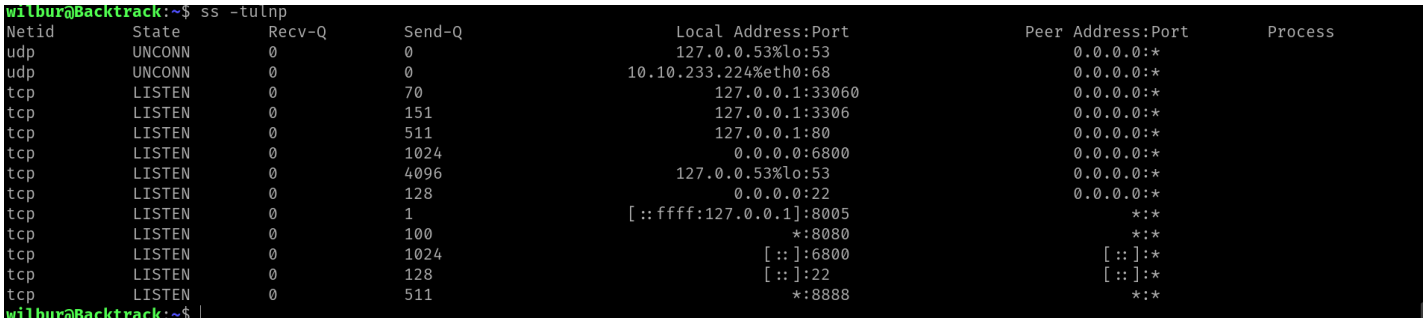 wilbur@Backtrack:~$ ss -tulnp
Netid State Recv-Q Send-Q Local Address:Port Peer Address:Port Process
udp UNCONN 0 0 127.0.0.53%lo:53 0.0.0.0:*
udp UNCONN 0 0 10.10.233.224%eth0:68 0.0.0.0:*
tcp LISTEN 0 70 127.0.0.1:33060 0.0.0.0:*
tcp LISTEN 0 151 127.0.0.1:3306 0.0.0.0:*
tcp LISTEN 0 511 127.0.0.1:80 0.0.0.0:*
tcp LISTEN 0 1024 0.0.0.0:6800 0.0.0.0:*
tcp LISTEN 0 4096 127.0.0.53%lo:53 0.0.0.0:*
tcp LISTEN 0 128 0.0.0.0:22 0.0.0.0:*
tcp LISTEN 0 1 [::ffff:127.0.0.1]:8005 *:*
tcp LISTEN 0 100 *:8080 *:*
tcp LISTEN 0 1024 [::]:6800 [::]:*
tcp LISTEN 0 128 [::]:22 [::]:*
tcp LISTEN 0 511 *:8888 *:*
wilbur@Backtrack:~$